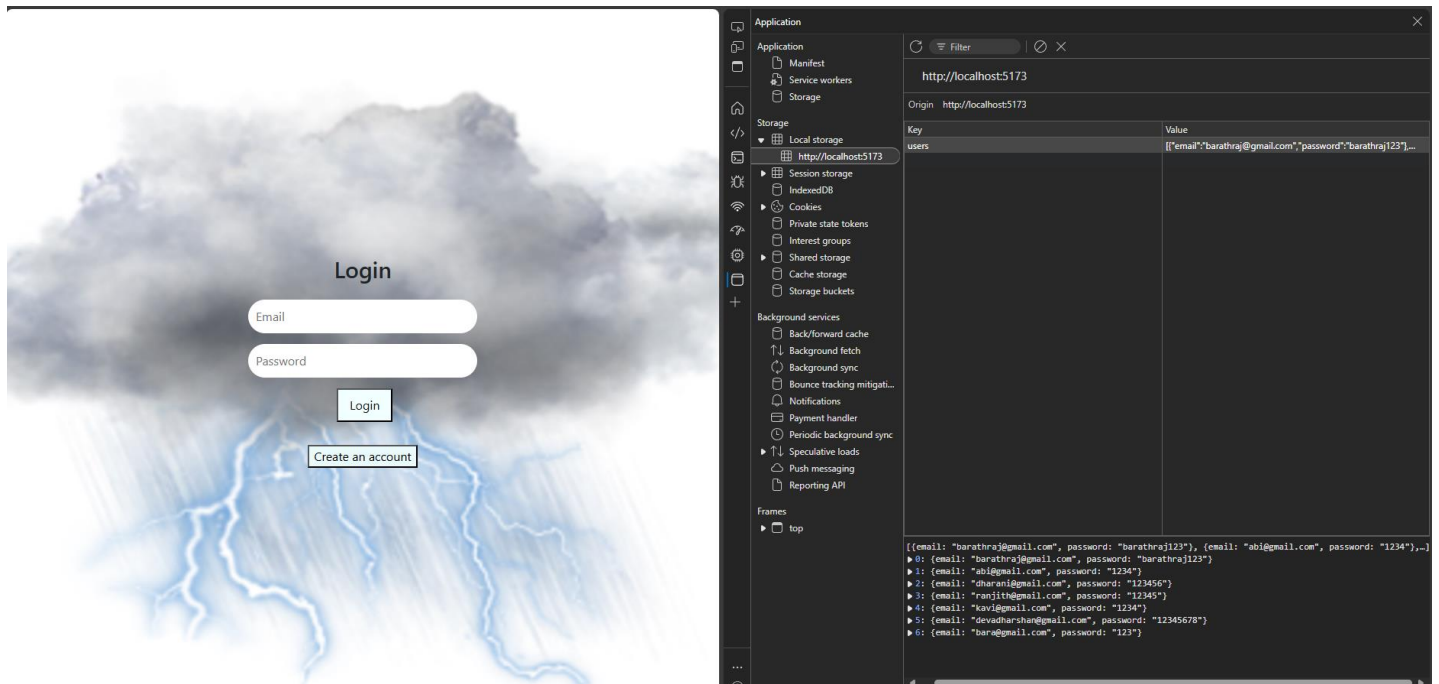 Login
Email
Password
Login
Create an account
Application
Application
Manifest
Service workers
Storage
Storage
Local storage
http://localhost:5173
Session storage
IndexedDB
Cookies
Private state tokens
Interest groups
Shared storage
Cache storage
Storage buckets
Background services
Back/forward cache
Background fetch
Background sync
Bounce tracking mitigati...
Notifications
Payment handler
Periodic background sync
Speculative loads
Push messaging
Reporting API
Frames
top
Filter
http://localhost:5173
Origin http://localhost:5173
Key Value
users [{"email":"barathraj@gmail.com","password":"barathraj123"},...
[{email: "barathraj@gmail.com", password: "barathraj123"}, {email: "abi@gmail.com", password: "1234"},…]
0: {email: "barathraj@gmail.com", password: "barathraj123"}
1: {email: "abi@gmail.com", password: "1234"}
2: {email: "dharani@gmail.com", password: "123456"}
3: {email: "ranjith@gmail.com", password: "12345"}
4: {email: "kavi@gmail.com", password: "1234"}
5: {email: "devadharshan@gmail.com", password: "12345678"}
6: {email: "bara@gmail.com", password: "123"}